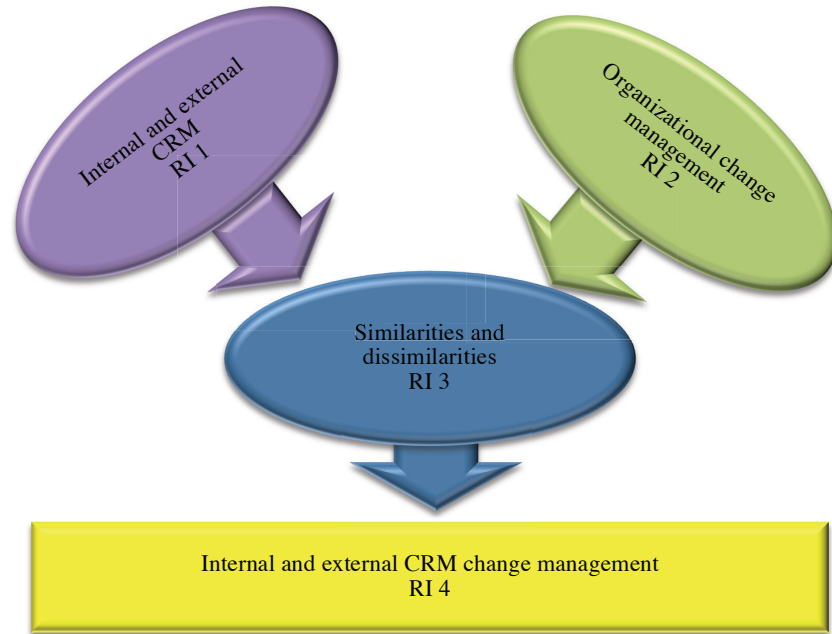 Internal and external
CRM
RI 1
Organizational change
management
RI 2
Similarities and
dissimilarities
RI 3
Internal and external CRM change management
RI 4